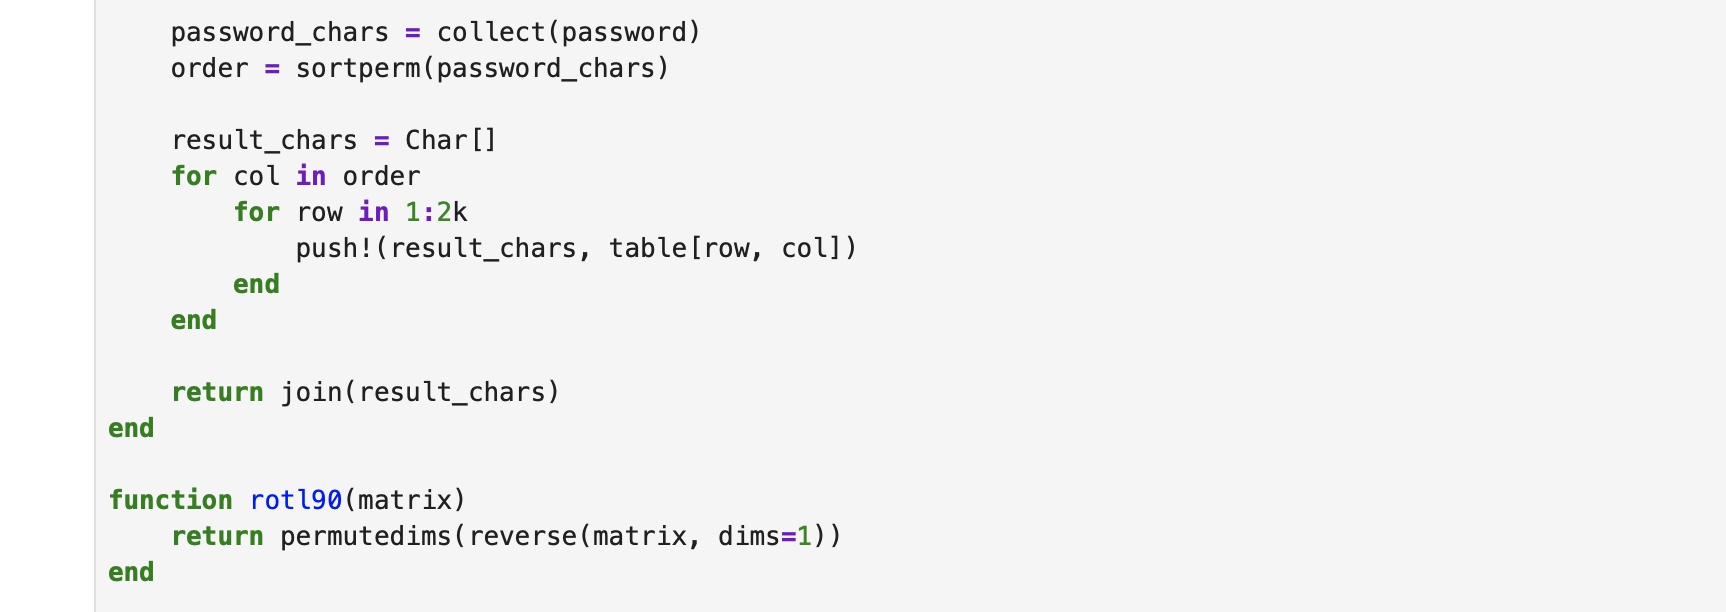 password_chars = collect(password)
order = sortperm(password_chars)
result_chars = Char[]
for col in order
for row in 1:2k
push!(result_chars, table[row, col])
end
end
return join(result_chars)
end
function rotl90(matrix)
return permutedims(reverse(matrix, dims=1))
end